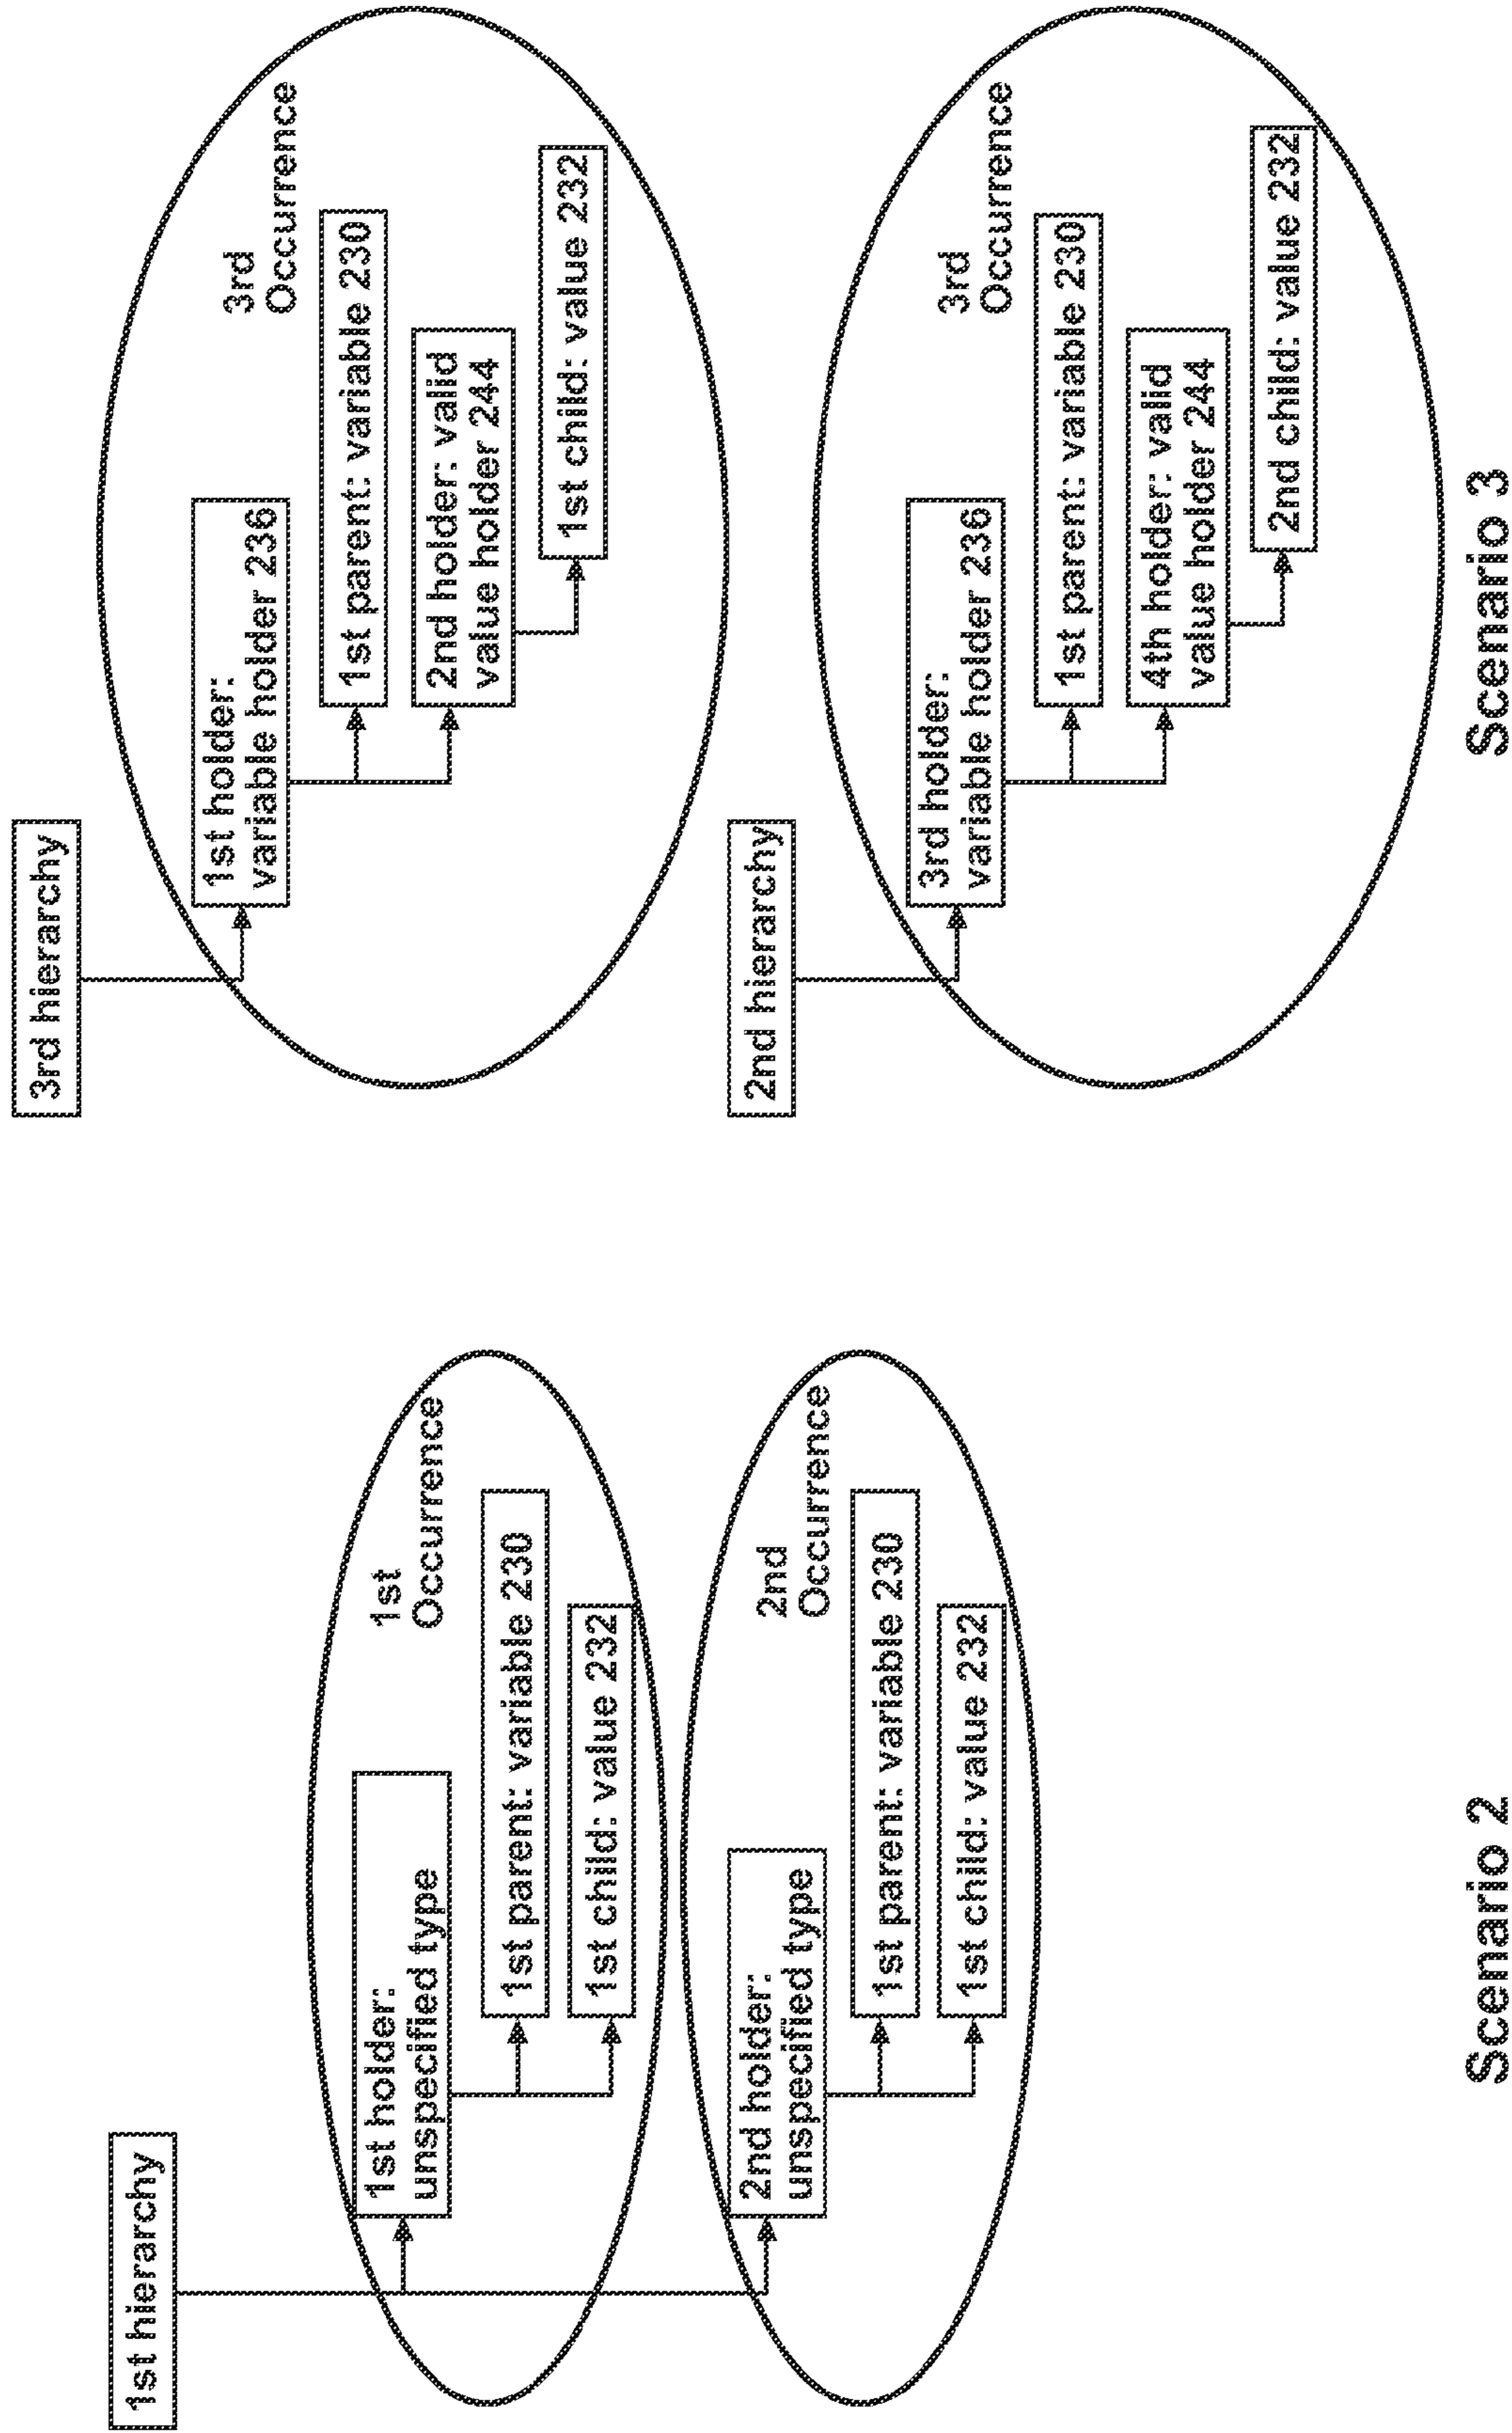 1st hierarchy
1st holder:
unspecified type
1st
Occurrence
1st parent: variable 230
1st child: value 232
2nd holder:
unspecified type
2nd
Occurrence
1st parent: variable 230
1st child: value 232
Scenario 2
3rd hierarchy
1st holder:
variable holder 236
3rd
Occurrence
1st parent: variable 230
2nd holder: valid
value holder 244
1st child: value 232
2nd hierarchy
3rd holder:
variable holder 236
3rd
Occurrence
1st parent: variable 230
4th holder: valid
value holder 244
2nd child: value 232
Scenario 3